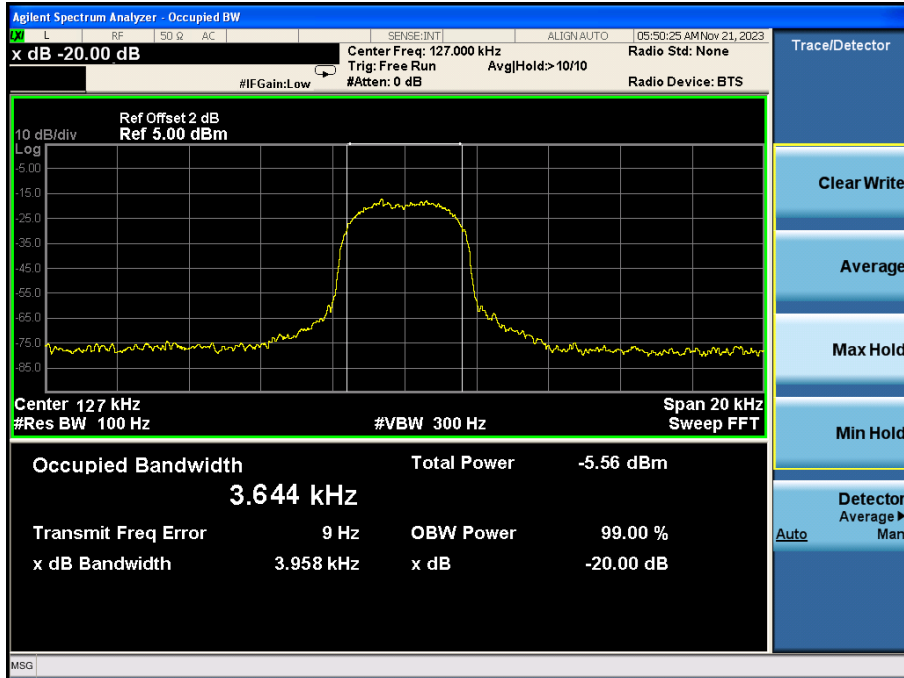 Agilent Spectrum Analyzer - Occupied BW
LXI L RF 50 Ω AC SENSE:INT ALIGN AUTO 05:50:25 AM Nov 21, 2023
x dB -20.00 dB
Center Freq: 127.000 kHz
Radio Std: None
Trig: Free Run Avg|Hold:>10/10
#IFGain:Low #Atten: 0 dB Radio Device: BTS
Trace/Detector
Ref Offset 2 dB
10 dB/div Ref 5.00 dBm
Log
-5.00
-15.0
-25.0
-35.0
-45.0
-55.0
-65.0
-75.0
-85.0
Center 127 kHz Span 20 kHz
#Res BW 100 Hz #VBW 300 Hz Sweep FFT
Occupied Bandwidth Total Power -5.56 dBm
3.644 kHz
Transmit Freq Error 9 Hz OBW Power 99.00 %
x dB Bandwidth 3.958 kHz x dB -20.00 dB
Clear Write
Average
Max Hold
Min Hold
Detector
Average
Auto Man
MSG